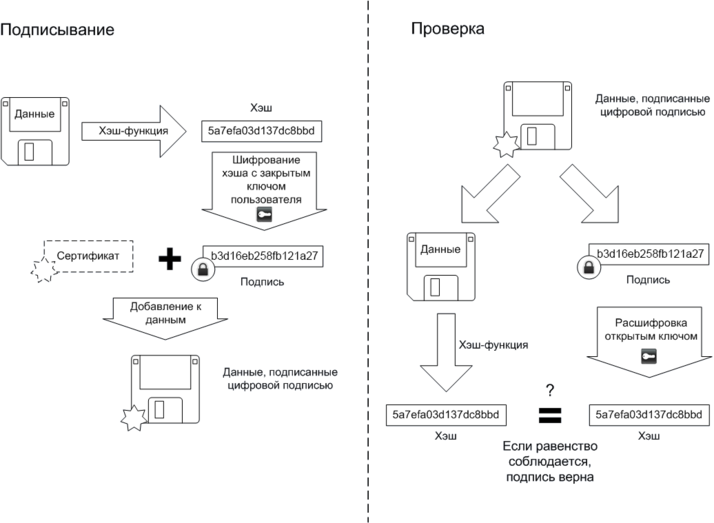 Подписывание
Данные
Хэш-функция
Хэш
5a7efa03d137dc8bbd
Шифрование
хэша с закрытым
ключом
пользователя
Сертификат
b3d16eb258fb121a27
Подпись
Добавление к
данным
Данные, подписанные
цифровой подписью
Проверка
Данные, подписанные
цифровой подписью
Данные
b3d16eb258fb121a27
Подпись
Хэш-функция
Расшифровка
открытым ключом
5a7efa03d137dc8bbd
Хэш
?
=
5a7efa03d137dc8bbd
Хэш
Если равенство
соблюдается,
подпись верна